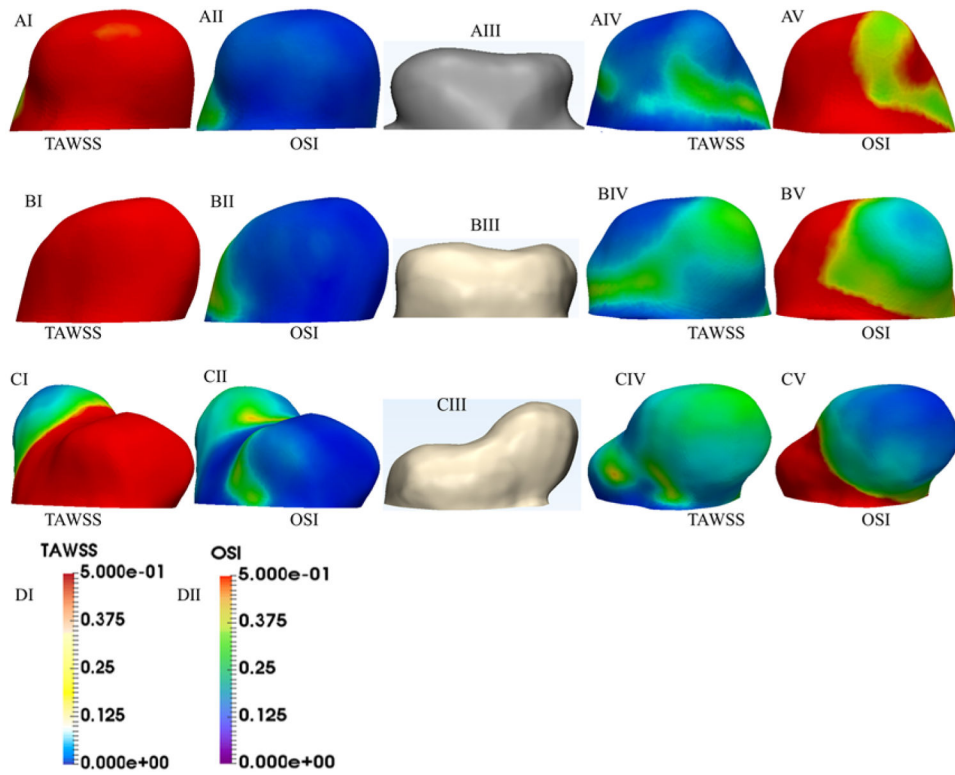 AI AII AIII AIV AV
TAWSS OSI TAWSS OSI
BI BII BIII BIV BV
TAWSS OSI TAWSS OSI
CI CII CIII CIV CV
TAWSS OSI TAWSS OSI
TAWSS OSI
5.000e-01 5.000e-01
DI DII
0.375 0.375
0.25 0.25
0.125 0.125
0.000e+00 0.000e+00